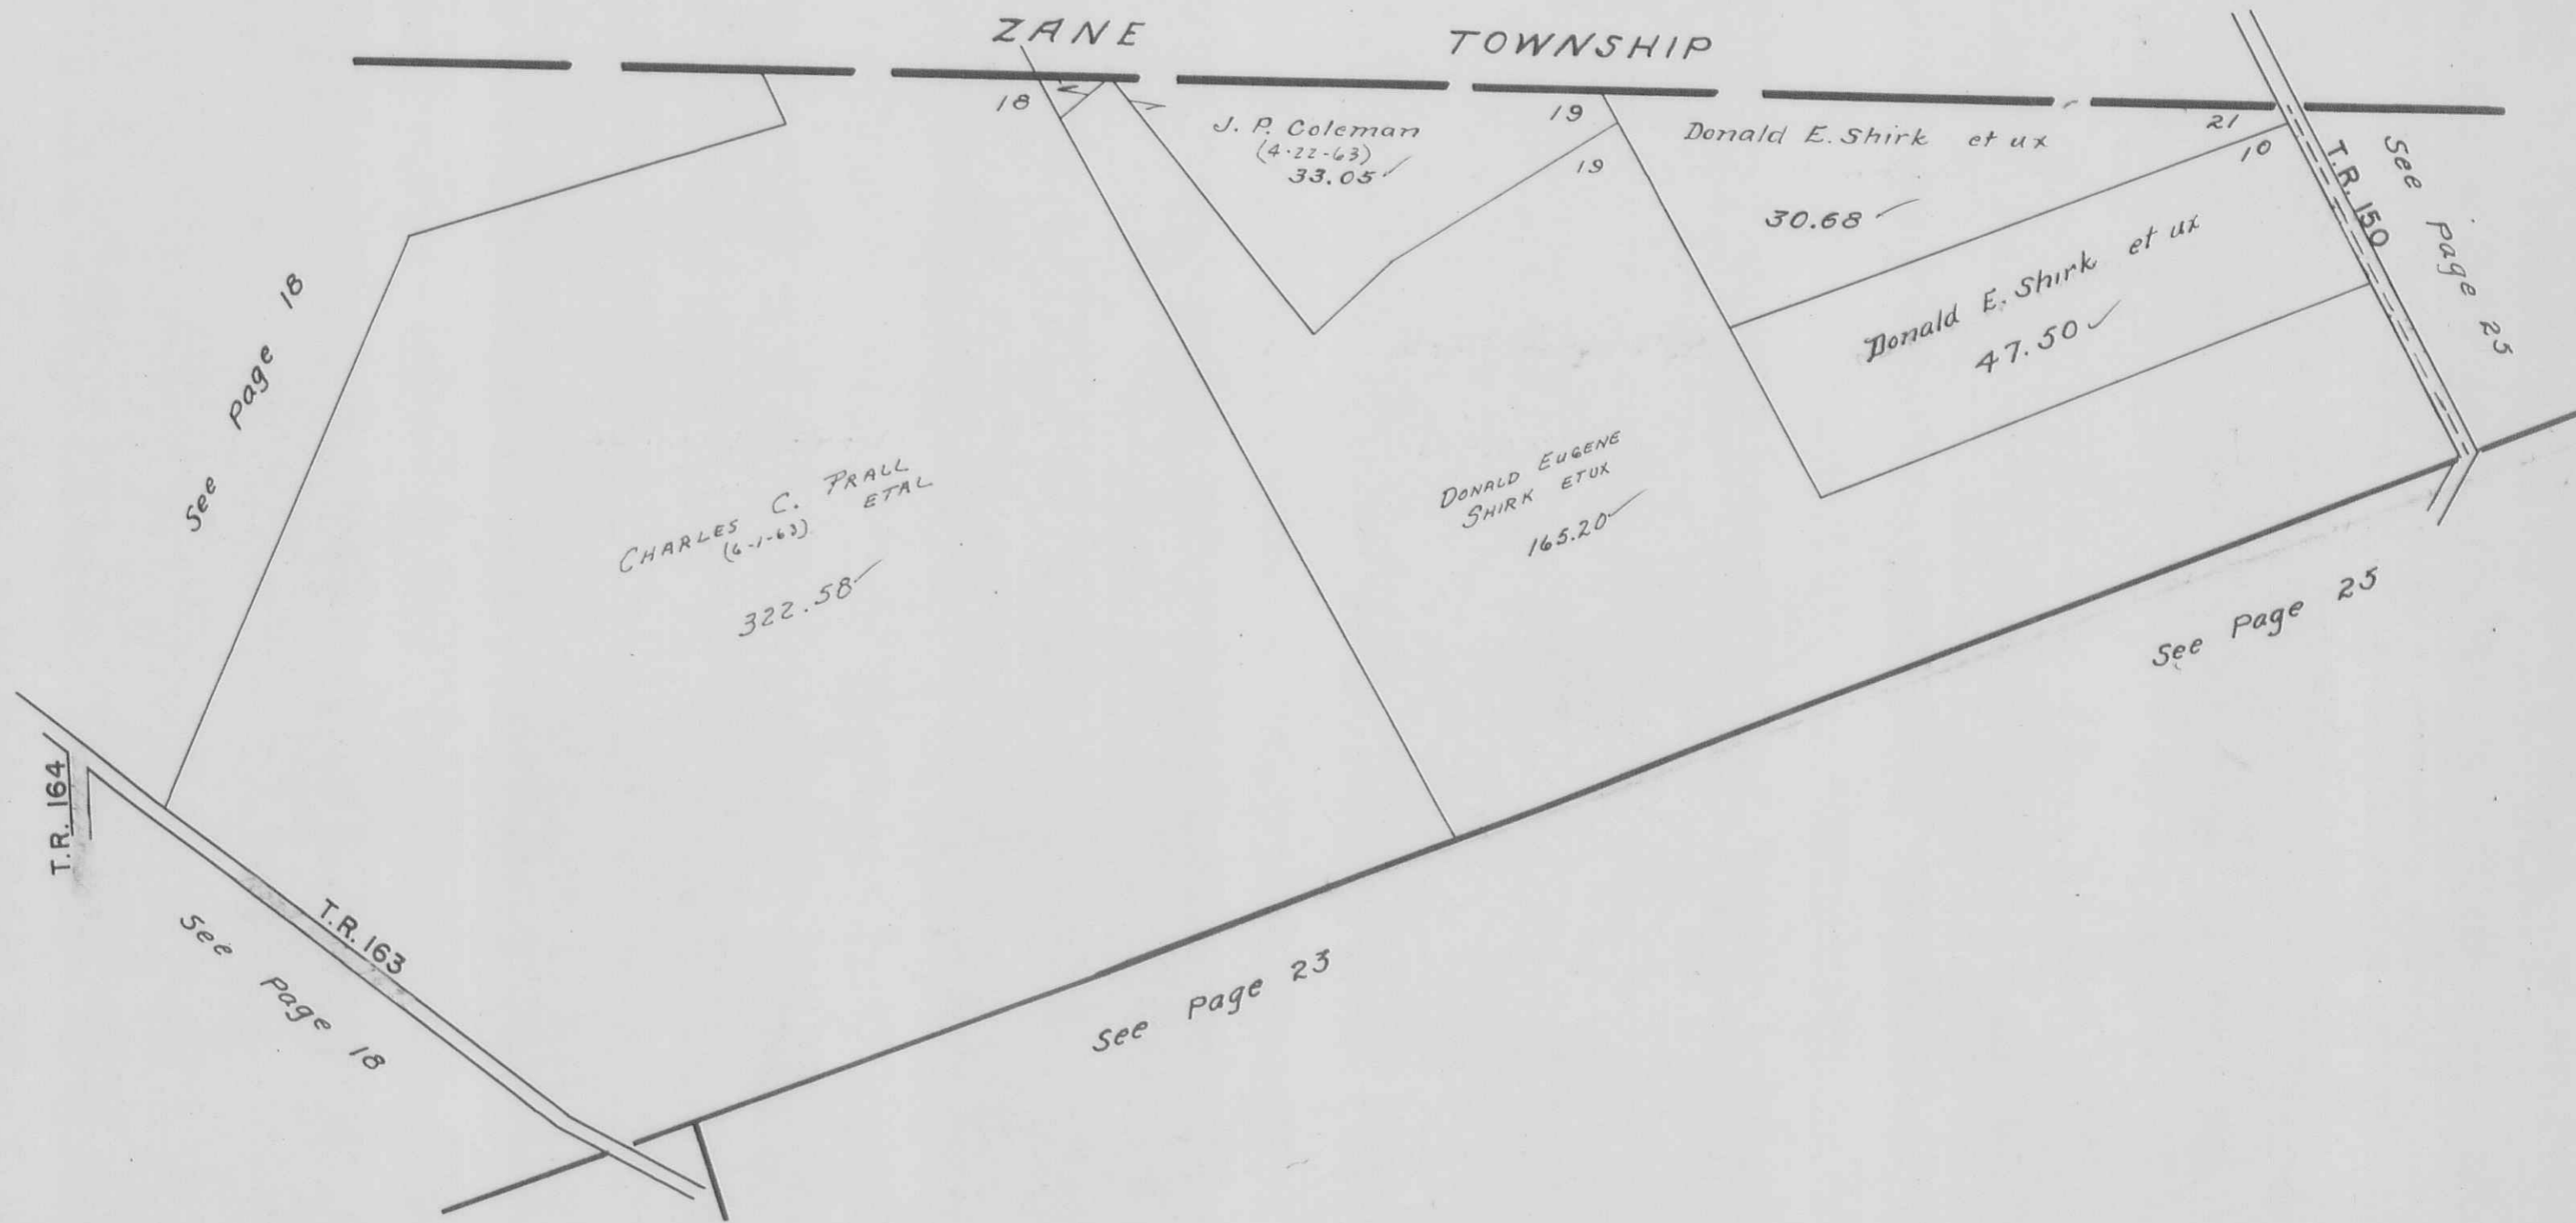 ZANE TOWNSHIP
18
J. P. Coleman
(4-22-63)
33.05
19
19
Donald E. Shirk et ux
30.68
21
10
T.R. 150
See page 25
Donald E. Shirk et ux
47.50
See page 18
CHARLES C. PRALL
ETAL
(6-1-63)
322.58
DONALD EUGENE
SHIRK ETUX
165.20
See Page 25
T.R. 164
T.R. 163
See page 18
See Page 23